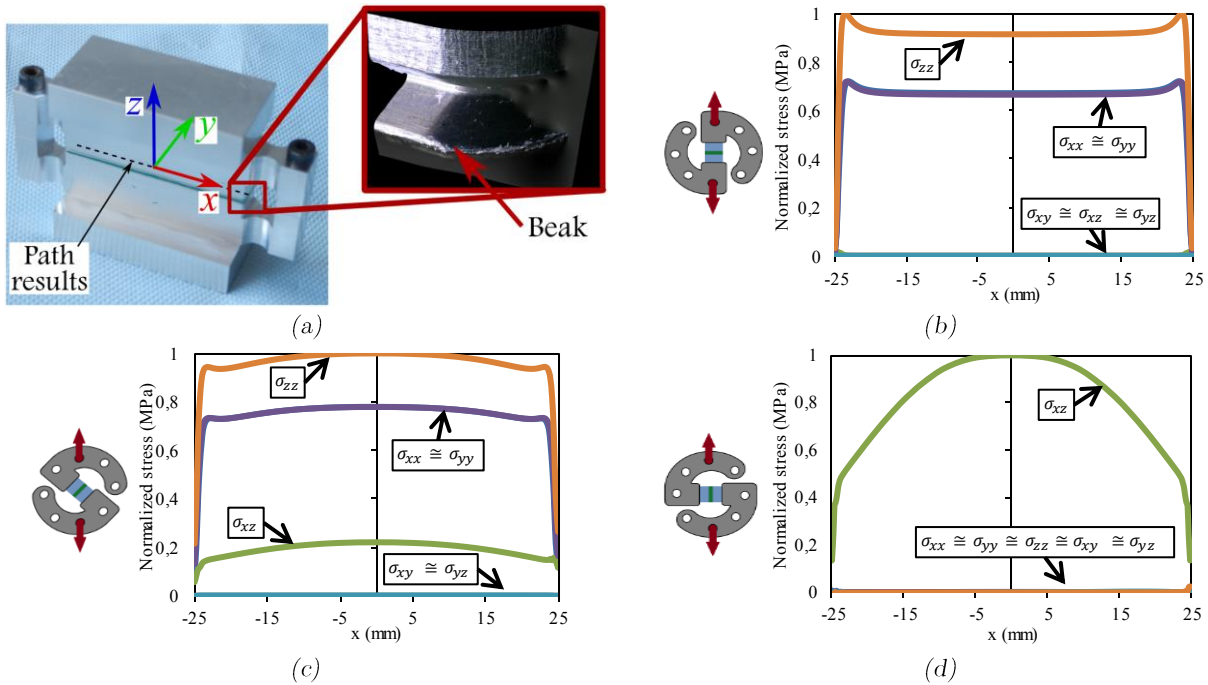 z
y
x
Path
results
Beak
(a)
Normalized stress (MPa)
1
0,8
0,6
0,4
0,2
0
-25
-15
-5
5
15
25
x (mm)
σzz
σxx ≅ σyy
σxy ≅ σxz ≅ σyz
(b)
Normalized stress (MPa)
1
0,8
0,6
0,4
0,2
0
-25
-15
-5
5
15
25
x (mm)
σzz
σxx ≅ σyy
σxz
σxy ≅ σyz
(c)
Normalized stress (MPa)
1
0,8
0,6
0,4
0,2
0
-25
-15
-5
5
15
25
x (mm)
σxz
σxx ≅ σyy ≅ σzz ≅ σxy ≅ σyz
(d)